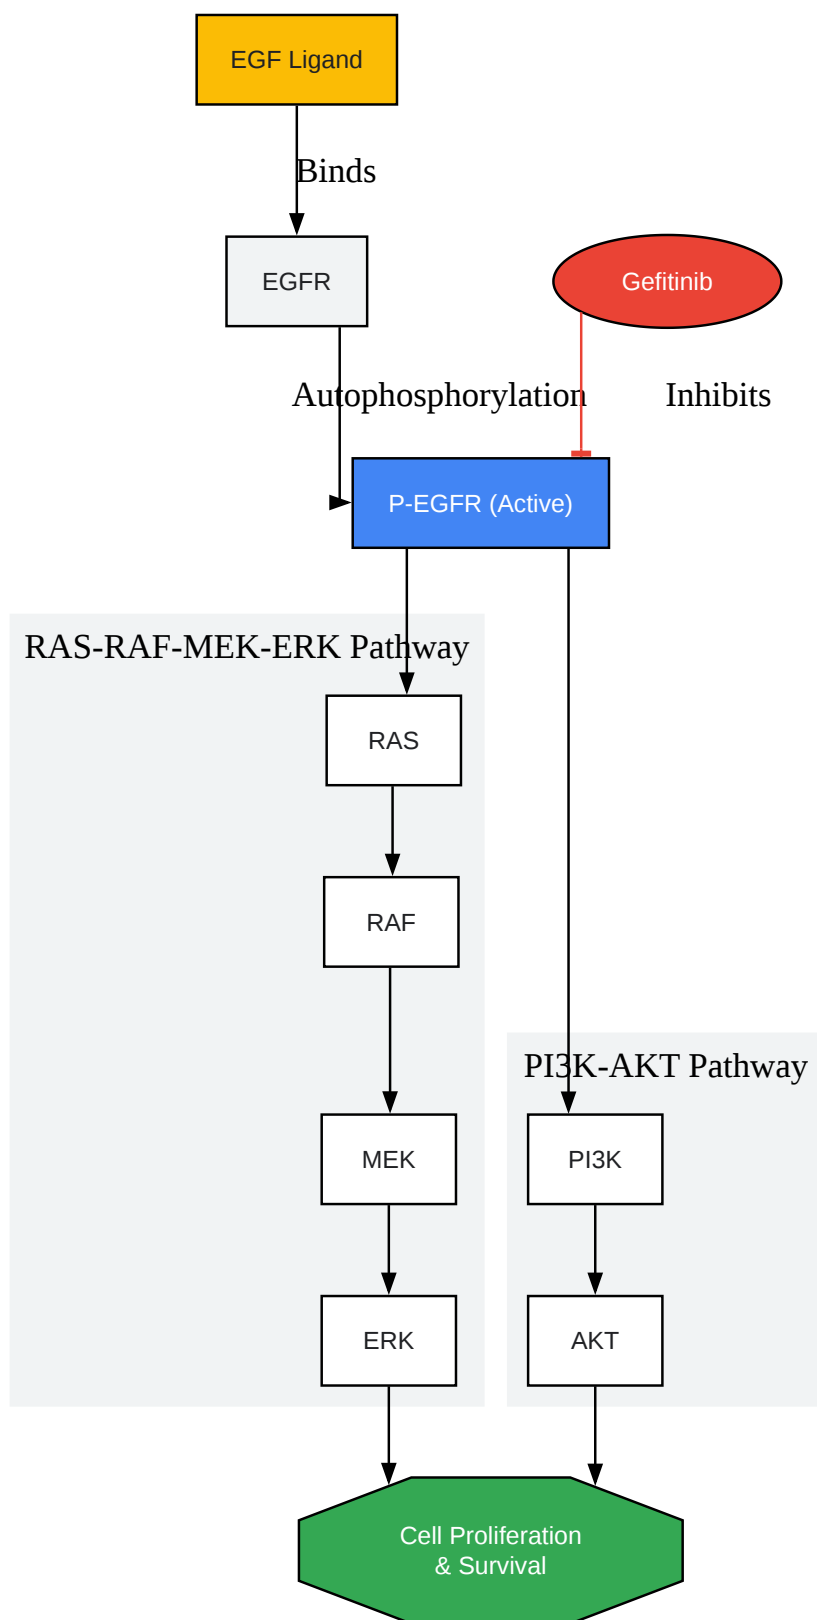 EGF Ligand
Binds
EGFR
Gefitinib
Autophosphorylation
Inhibits
P-EGFR (Active)
RAS-RAF-MEK-ERK Pathway
RAS
RAF
PI3K-AKT Pathway
MEK
PI3K
ERK
AKT
Cell Proliferation
& Survival